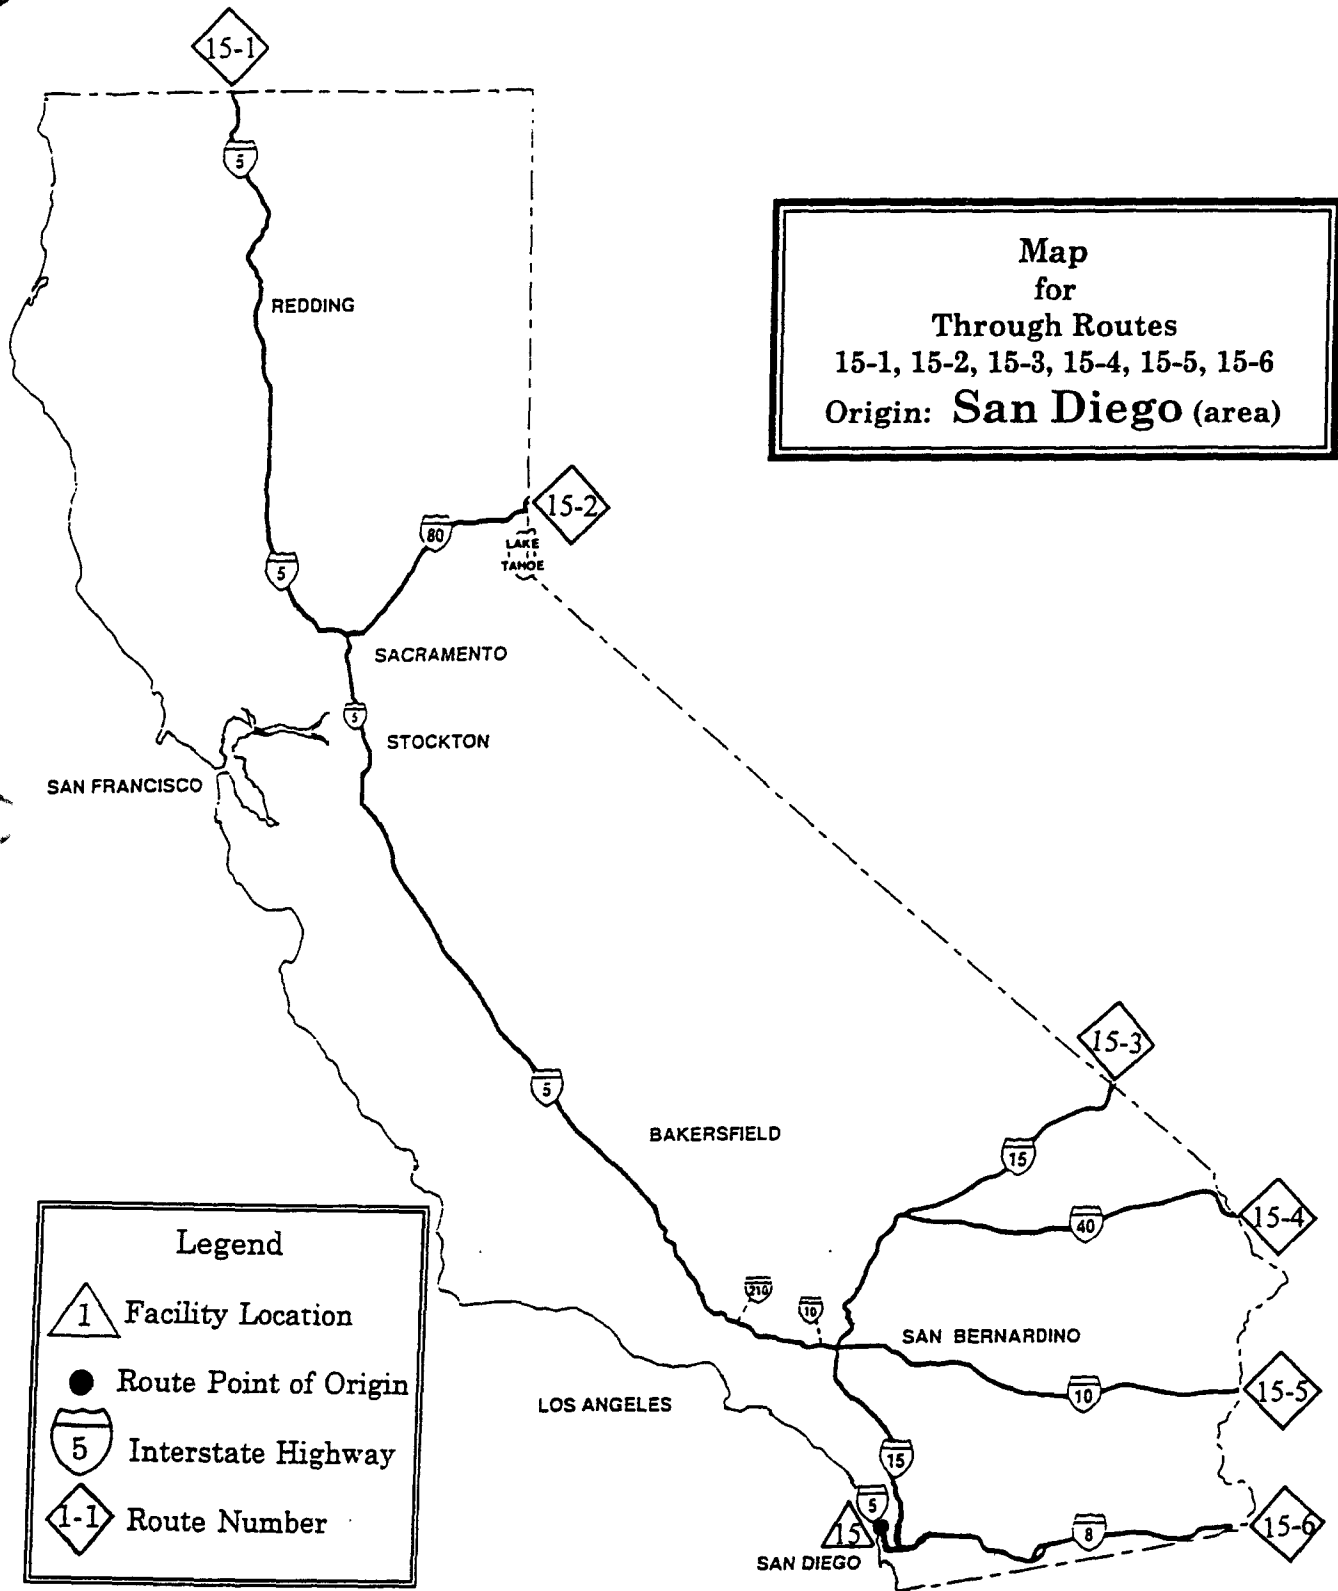 15-1
5
REDDING
Map
for
Through Routes
15-1, 15-2, 15-3, 15-4, 15-5, 15-6
Origin: San Diego (area)
15-2
80
LAKE
TAHOE
5
SACRAMENTO
5
STOCKTON
SAN FRANCISCO
15-3
5
BAKERSFIELD
15
15-4
40
210
10
SAN BERNARDINO
LOS ANGELES
10
15-5
15
5
15
SAN DIEGO
8
15-6
Legend
1 Facility Location
Route Point of Origin
5 Interstate Highway
1-1 Route Number